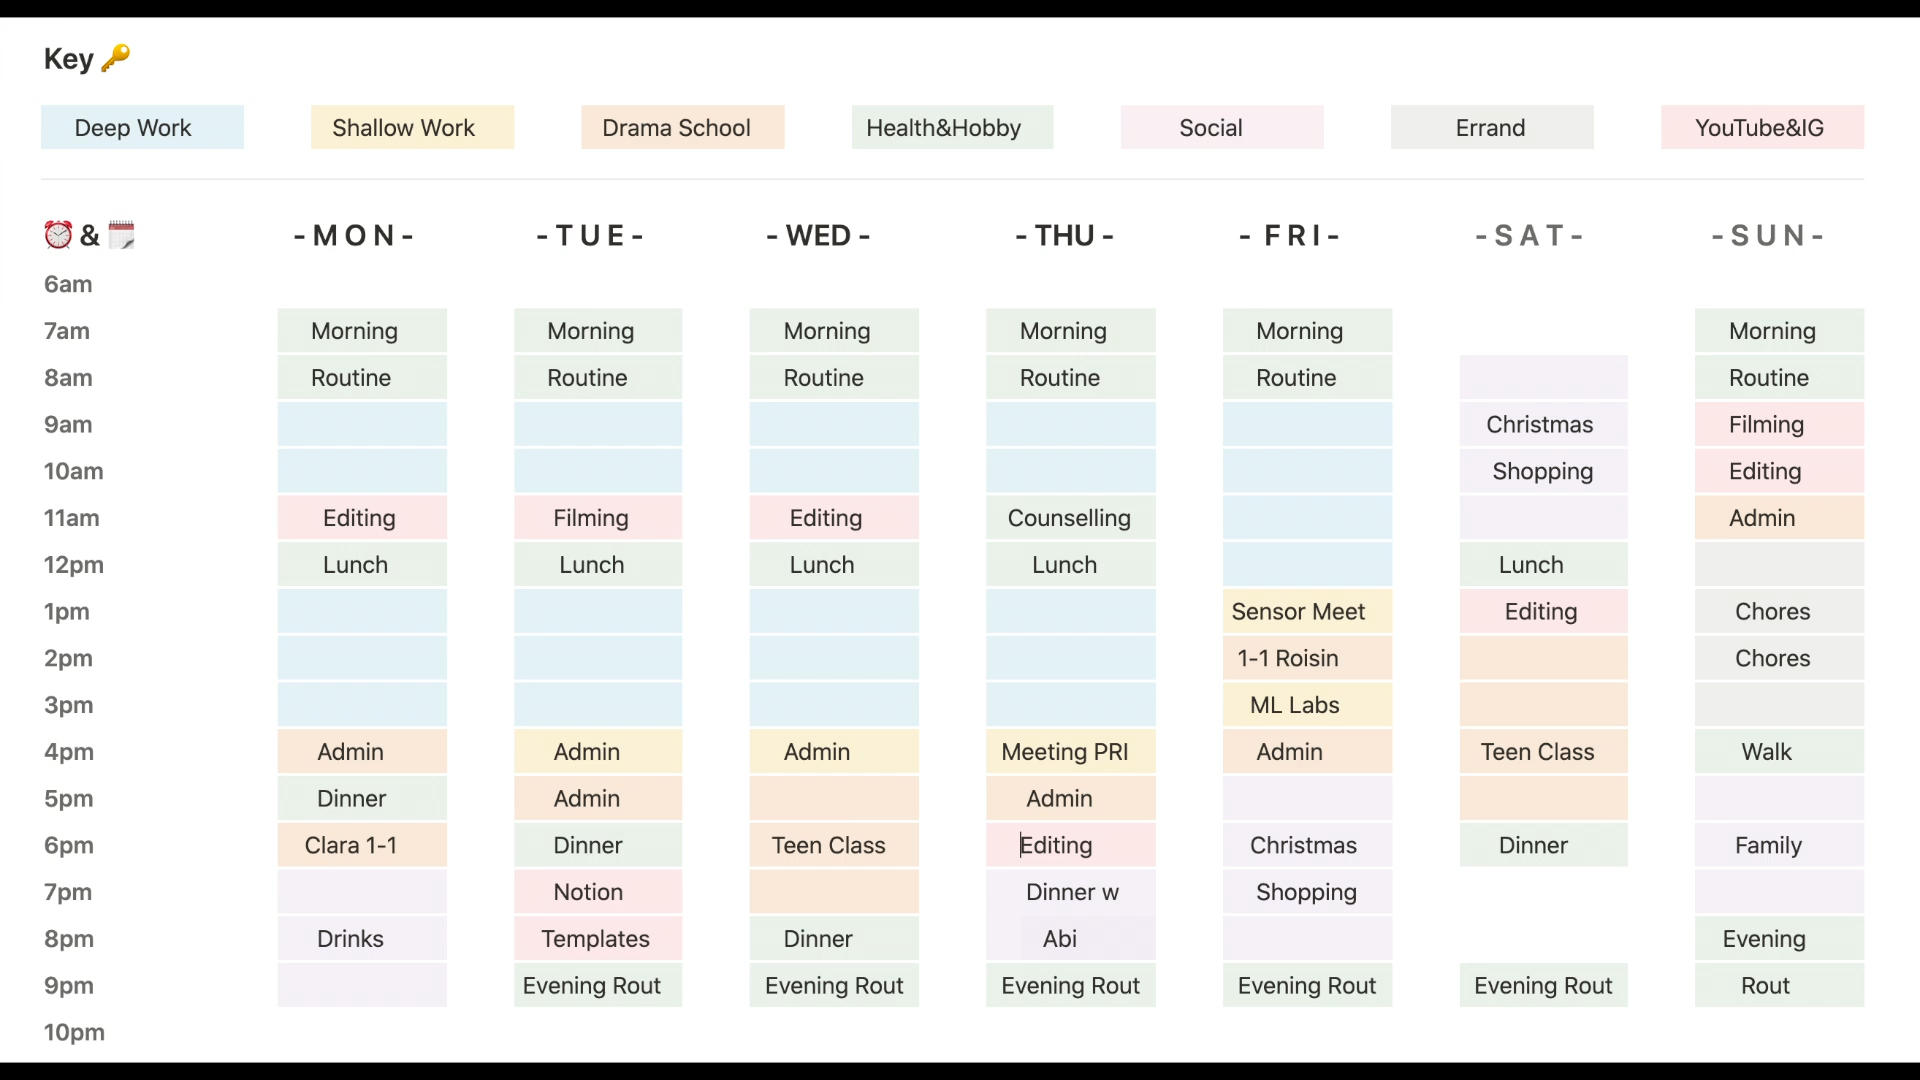 Key 🔑
Deep Work Shallow Work Drama School Health&Hobby Social Errand YouTube&IG
⏰ & 🗓 - M O N - - T U E - - WED - - THU - - F R I - - S A T - - S U N -
6am
7am Morning Morning Morning Morning Morning Morning
8am Routine Routine Routine Routine Routine Routine
9am Christmas Filming
10am Shopping Editing
11am Editing Filming Editing Counselling Admin
12pm Lunch Lunch Lunch Lunch Lunch
1pm Sensor Meet Editing Chores
2pm 1-1 Roisin Chores
3pm ML Labs
4pm Admin Admin Admin Meeting PRI Admin Teen Class Walk
5pm Dinner Admin Admin
6pm Clara 1-1 Dinner Teen Class Editing Christmas Dinner Family
7pm Notion Dinner w Shopping
8pm Drinks Templates Dinner Abi Evening
9pm Evening Rout Evening Rout Evening Rout Evening Rout Evening Rout Rout
10pm